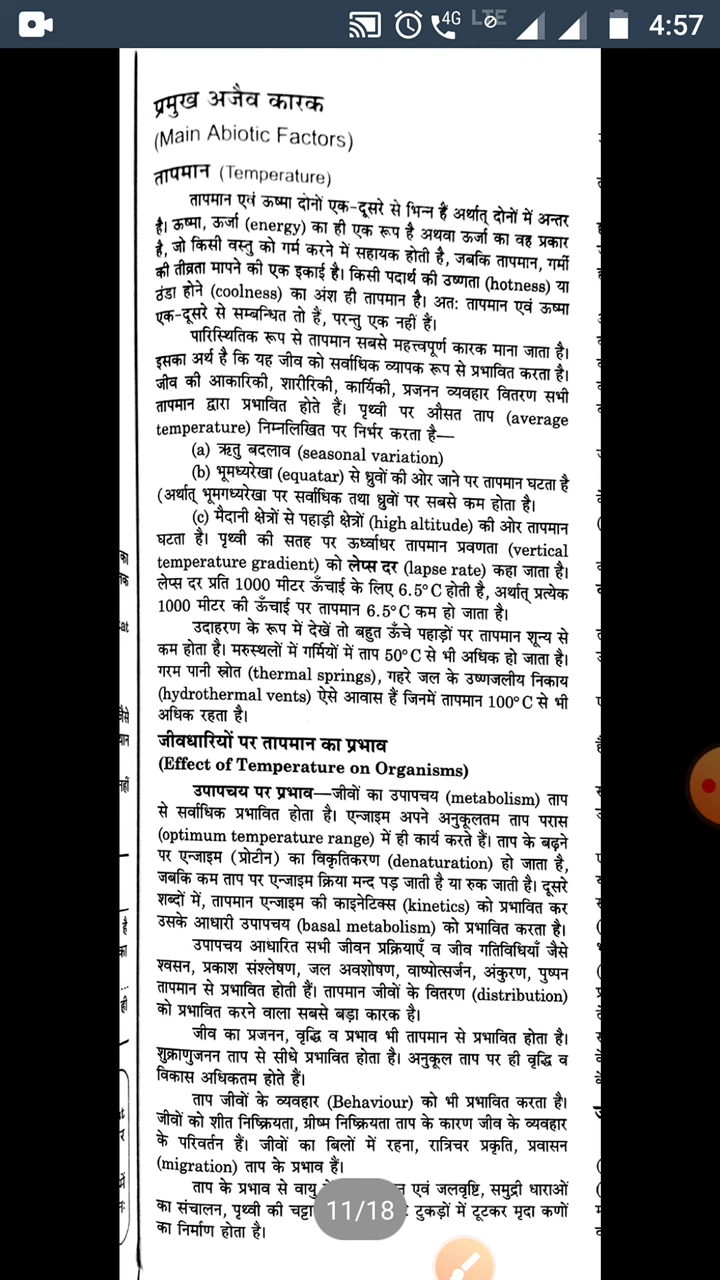 4G LTE 4:57
प्रमुख अजैव कारक
(Main Abiotic Factors)
तापमान (Temperature)
तापमान एवं ऊष्मा दोनों एक-दूसरे से भिन्न हैं अर्थात् दोनों में अन्तर
है। ऊष्मा, ऊर्जा (energy) का ही एक रूप है अथवा ऊर्जा का वह प्रकार
है, जो किसी वस्तु को गर्म करने में सहायक होती है, जबकि तापमान, गर्मी
की तीव्रता मापने की एक इकाई है। किसी पदार्थ की उष्णता (hotness) या
ठंडा होने (coolness) का अंश ही तापमान है। अतः तापमान एवं ऊष्मा
एक-दूसरे से सम्बन्धित तो हैं, परन्तु एक नहीं हैं।
पारिस्थितिक रूप से तापमान सबसे महत्त्वपूर्ण कारक माना जाता है।
इसका अर्थ है कि यह जीव को सर्वाधिक व्यापक रूप से प्रभावित करता है।
जीव की आकारिकी, शारीरिकी, कार्यिकी, प्रजनन व्यवहार वितरण सभी
तापमान द्वारा प्रभावित होते हैं। पृथ्वी पर औसत ताप (average
temperature) निम्नलिखित पर निर्भर करता है—
(a) ऋतु बदलाव (seasonal variation)
(b) भूमध्यरेखा (equatar) से ध्रुवों की ओर जाने पर तापमान घटता है
(अर्थात् भूमगध्यरेखा पर सर्वाधिक तथा ध्रुवों पर सबसे कम होता है।
(c) मैदानी क्षेत्रों से पहाड़ी क्षेत्रों (high altitude) की ओर तापमान
घटता है। पृथ्वी की सतह पर ऊर्ध्वाधर तापमान प्रवणता (vertical
temperature gradient) को लेप्स दर (lapse rate) कहा जाता है।
लेप्स दर प्रति 1000 मीटर ऊँचाई के लिए 6.5°C होती है, अर्थात् प्रत्येक
1000 मीटर की ऊँचाई पर तापमान 6.5°C कम हो जाता है।
उदाहरण के रूप में देखें तो बहुत ऊँचे पहाड़ों पर तापमान शून्य से
कम होता है। मरुस्थलों में गर्मियों में ताप 50°C से भी अधिक हो जाता है।
गरम पानी स्रोत (thermal springs), गहरे जल के उष्णजलीय निकाय
(hydrothermal vents) ऐसे आवास हैं जिनमें तापमान 100°C से भी
अधिक रहता है।
जीवधारियों पर तापमान का प्रभाव
(Effect of Temperature on Organisms)
उपापचय पर प्रभाव—जीवों का उपापचय (metabolism) ताप
से सर्वाधिक प्रभावित होता है। एन्जाइम अपने अनुकूलतम ताप परास
(optimum temperature range) में ही कार्य करते हैं। ताप के बढ़ने
पर एन्जाइम (प्रोटीन) का विकृतिकरण (denaturation) हो जाता है,
जबकि कम ताप पर एन्जाइम क्रिया मन्द पड़ जाती है या रुक जाती है। दूसरे
शब्दों में, तापमान एन्जाइम की काइनेटिक्स (kinetics) को प्रभावित कर
उसके आधारी उपापचय (basal metabolism) को प्रभावित करता है।
उपापचय आधारित सभी जीवन प्रक्रियाएँ व जीव गतिविधियाँ जैसे
श्वसन, प्रकाश संश्लेषण, जल अवशोषण, वाष्पोत्सर्जन, अंकुरण, पुष्पन
तापमान से प्रभावित होती हैं। तापमान जीवों के वितरण (distribution)
को प्रभावित करने वाला सबसे बड़ा कारक है।
जीव का प्रजनन, वृद्धि व प्रभाव भी तापमान से प्रभावित होता है।
शुक्राणुजनन ताप से सीधे प्रभावित होता है। अनुकूल ताप पर ही वृद्धि व
विकास अधिकतम होते हैं।
ताप जीवों के व्यवहार (Behaviour) को भी प्रभावित करता है।
जीवों को शीत निष्क्रियता, ग्रीष्म निष्क्रियता ताप के कारण जीव के व्यवहार
के परिवर्तन हैं। जीवों का बिलों में रहना, रात्रिचर प्रकृति, प्रवासन
(migration) ताप के प्रभाव हैं।
ताप के प्रभाव से वायु एवं जलवृष्टि, समुद्री धाराओं
का संचालन, पृथ्वी की टुकड़ों में टूटकर मृदा कणों
का निर्माण होता है।
11/18